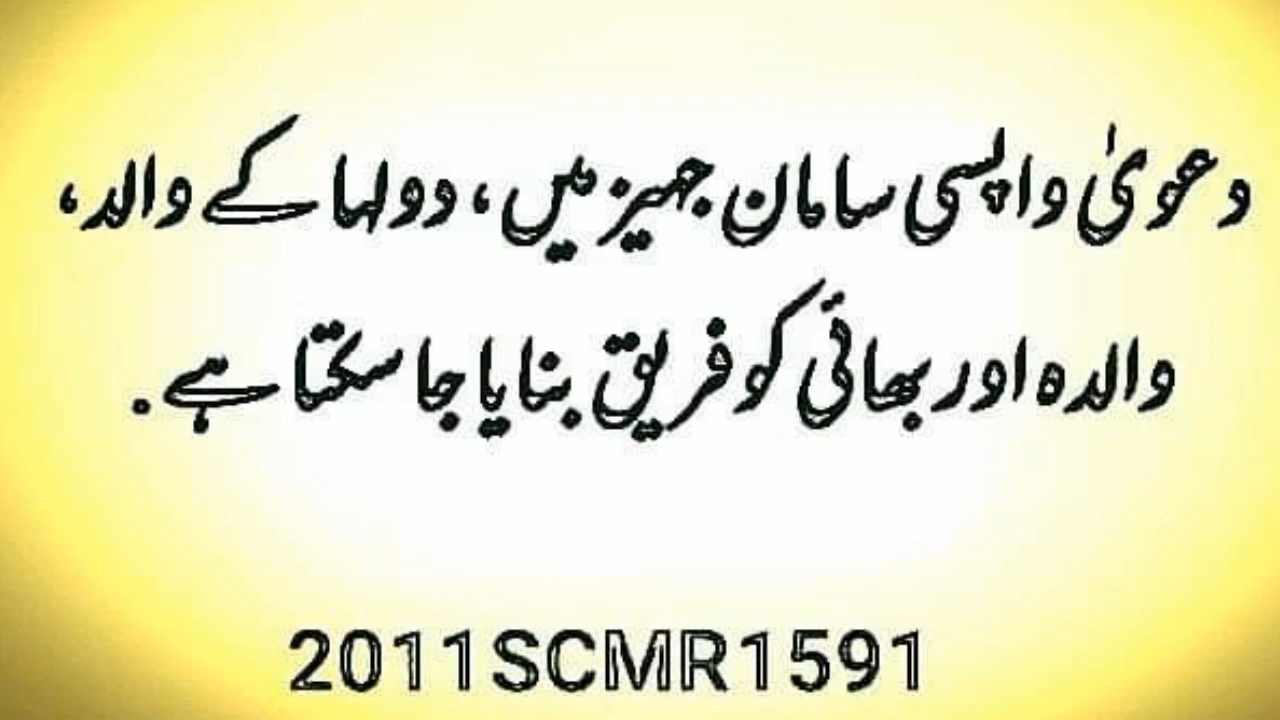 دعویٰ واپسی سامان جہیز میں، دولہا کے والد،
والدہ اور بھائی کو فریق بنایا جا سکتا ہے.
2011SCMR1591